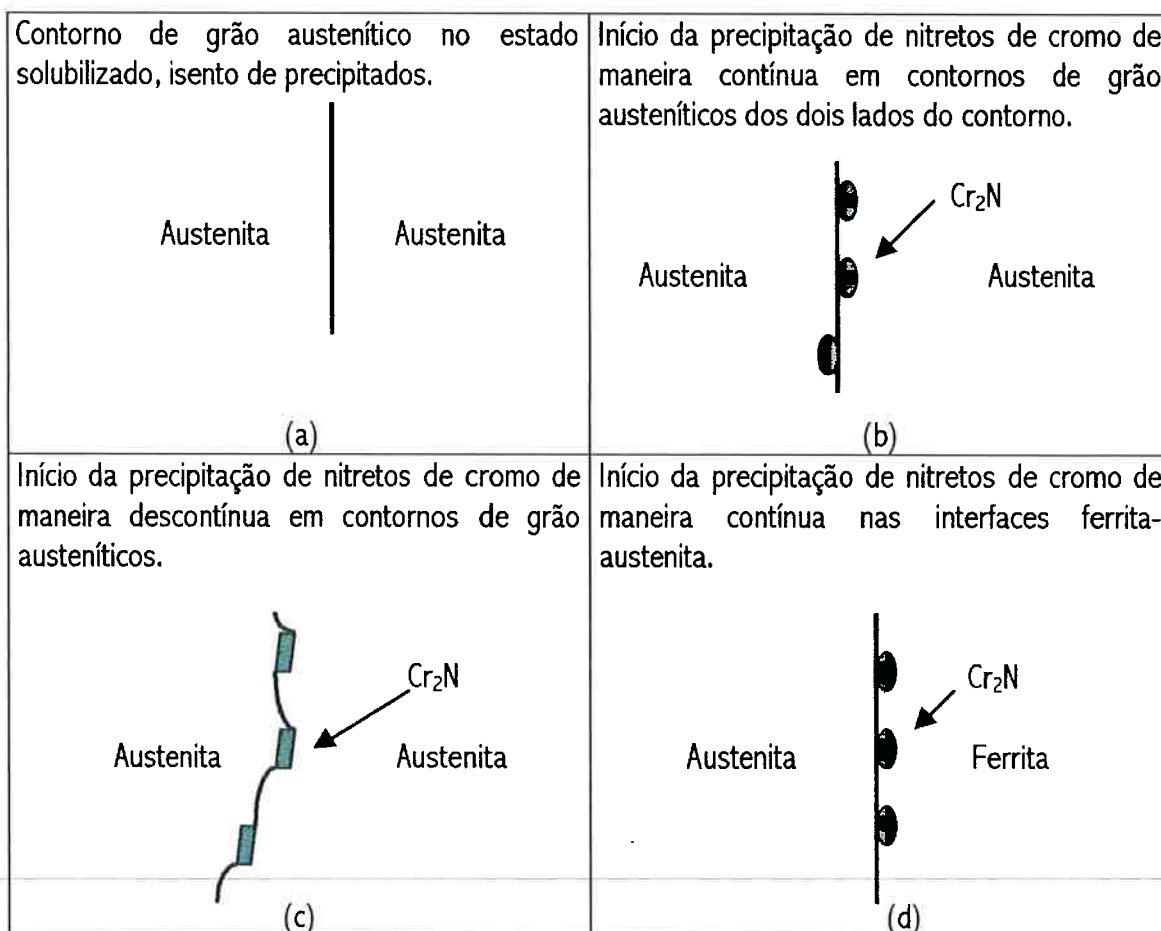 Contorno de grão austenítico no estado
solubilizado, isento de precipitados.
Austenita
Austenita
(a)
Início da precipitação de nitretos de cromo de
maneira contínua em contornos de grão
austeníticos dos dois lados do contorno.
Cr₂N
Austenita
Austenita
(b)
Início da precipitação de nitretos de cromo de
maneira descontínua em contornos de grão
austeníticos.
Cr₂N
Austenita
Austenita
(c)
Início da precipitação de nitretos de cromo de
maneira contínua nas interfaces ferrita-
austenita.
Cr₂N
Austenita
Ferrita
(d)